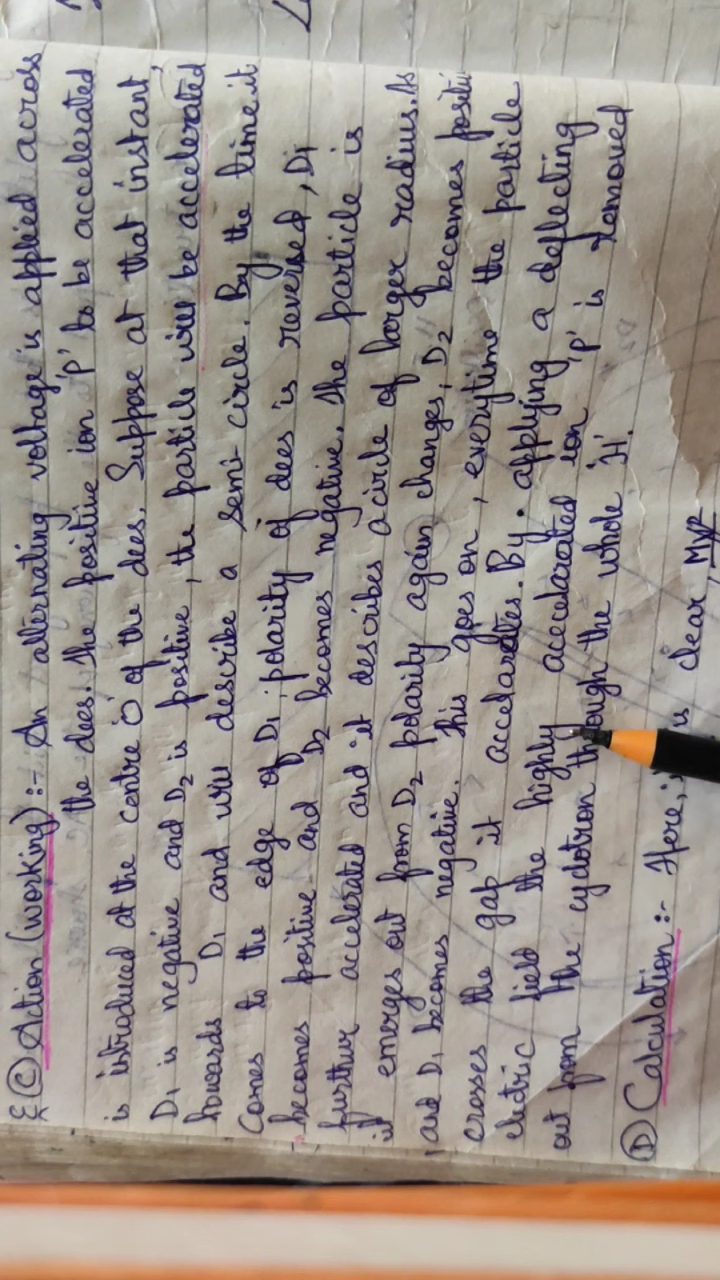 (C) Action (working) :- An alternating voltage is applied across
the dees. The positive ion 'P' to be accelerated
is introduced at the centre 'O' of the dees. Suppose at that instant
D1 is negative and D2 is positive, the particle will be accelerated
towards D1 and will describe a semi-circle. By the time it
comes to the edge of D1, polarity of dees is reversed, D1
becomes positive and D2 becomes negative. The particle is
further accelerated and it describes a circle of larger radius. As
it emerges out from D2 polarity again changes, D2 becomes positi
and D1 becomes negative. This goes on, everytime the particle
crosses the gap it accelarates. By applying a deflecting
electric field the highly acecelarated ion 'P' is removed
out from the cyclotron through the whole 'H'.
(D) Calculation :- Here, is clear